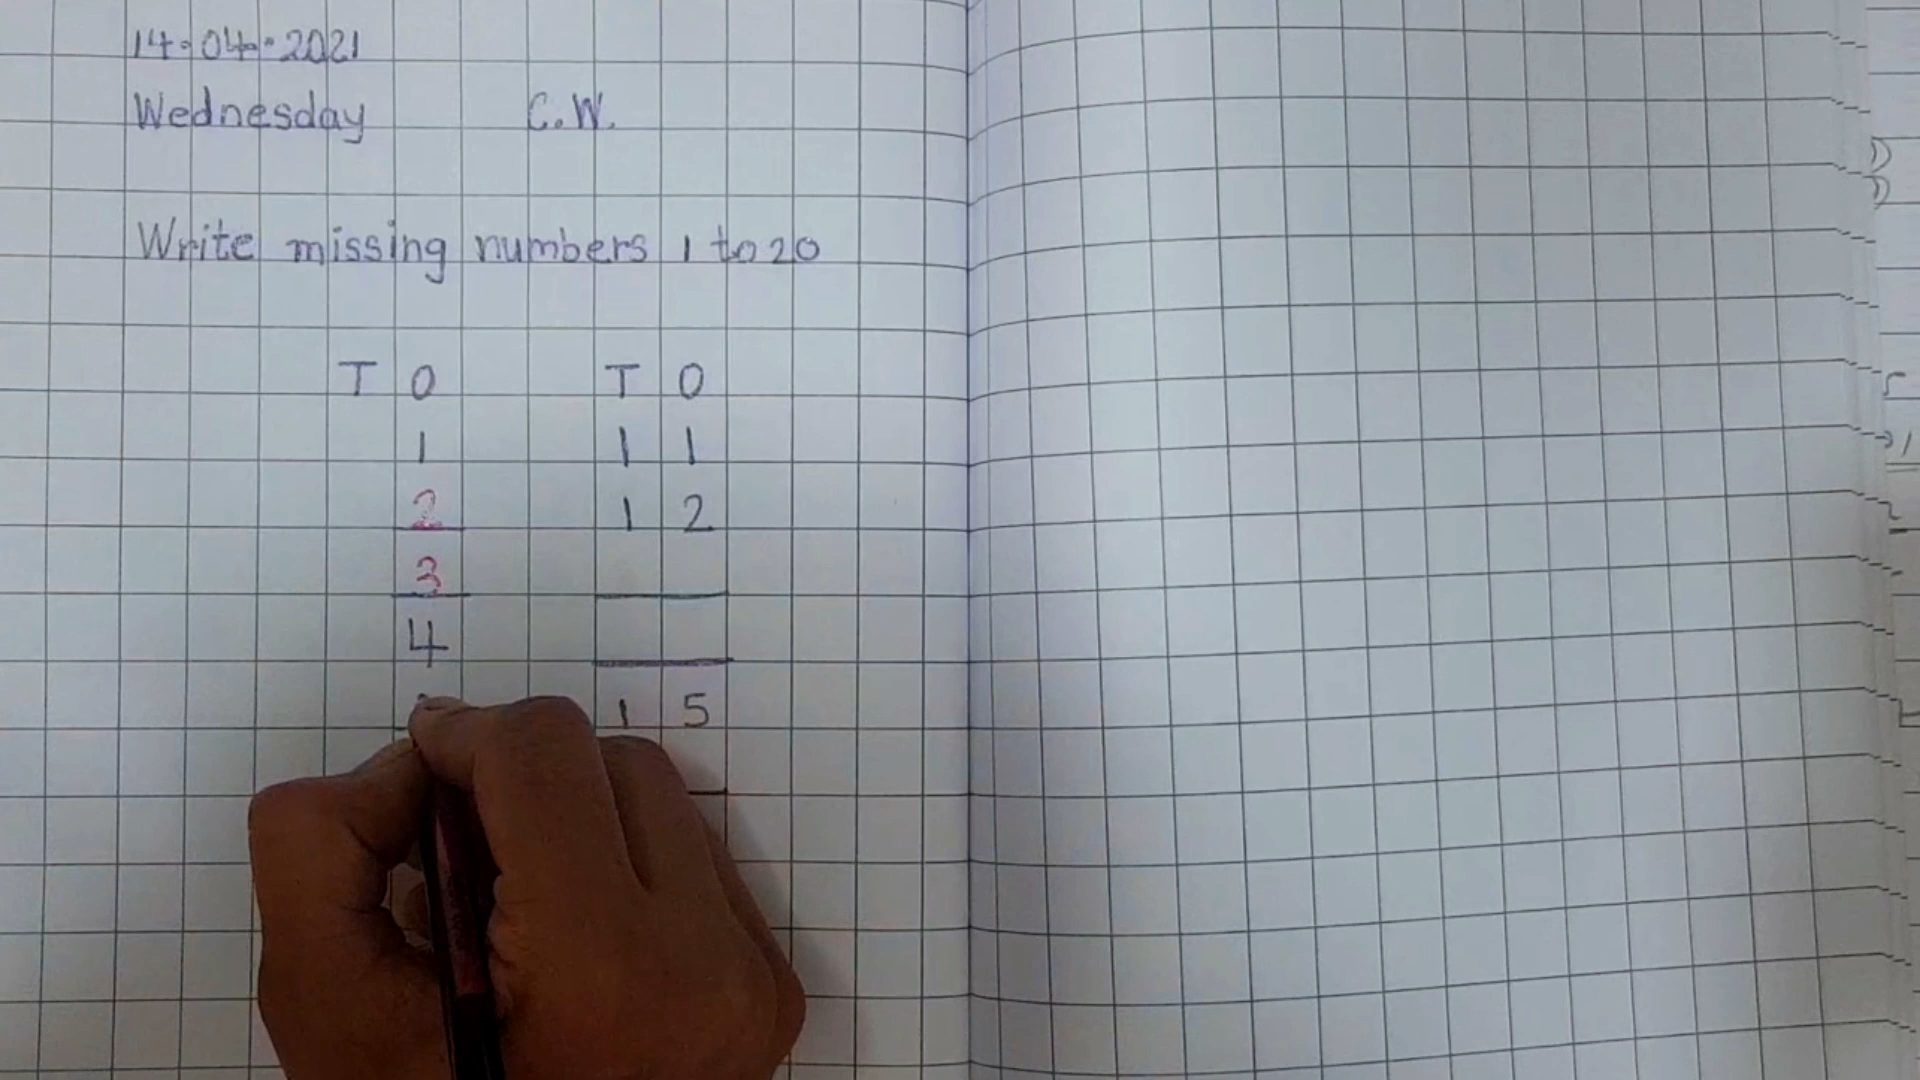 14.04.2021
Wednesday C.W.
Write missing numbers 1 to 20
T O T O
1 1 1
2 1 2
3
4
1 5